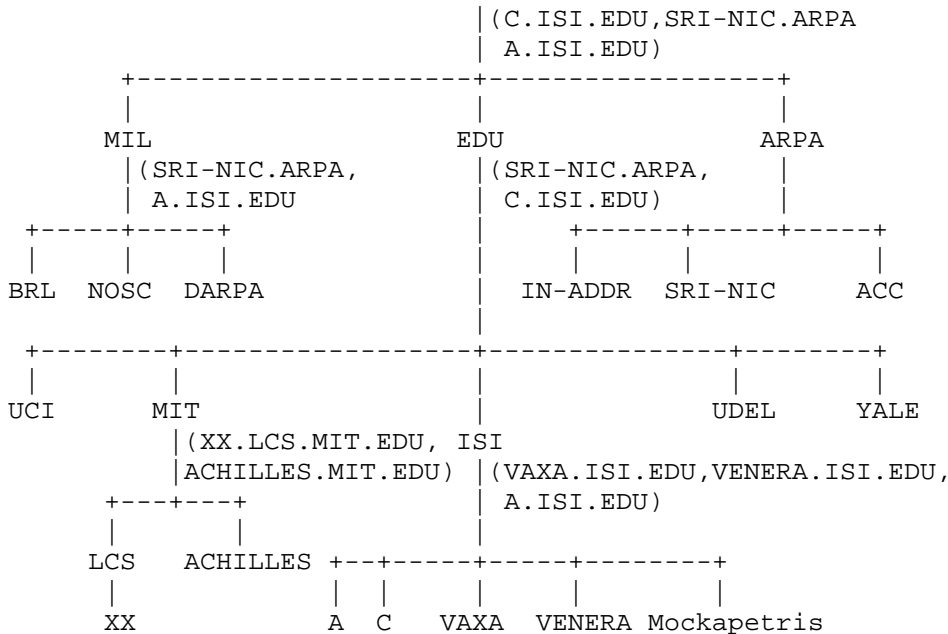 (C.ISI.EDU,SRI-NIC.ARPA
A.ISI.EDU)
MIL EDU ARPA
(SRI-NIC.ARPA, (SRI-NIC.ARPA,
A.ISI.EDU C.ISI.EDU)
BRL NOSC DARPA IN-ADDR SRI-NIC ACC
UCI MIT UDEL YALE
(XX.LCS.MIT.EDU, ISI
ACHILLES.MIT.EDU) (VAXA.ISI.EDU,VENERA.ISI.EDU,
A.ISI.EDU)
LCS ACHILLES
XX A C VAXA VENERA Mockapetris